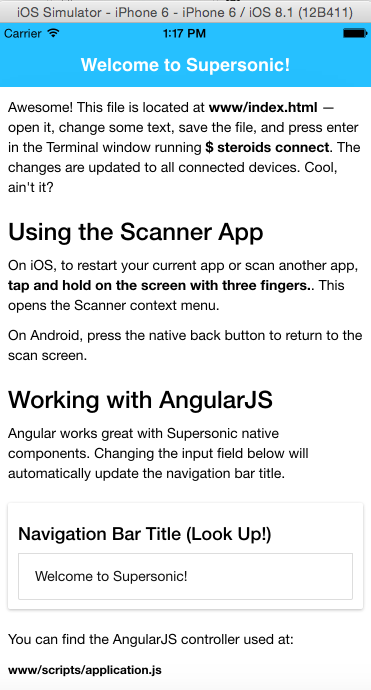 iOS Simulator - iPhone 6 - iPhone 6 / iOS 8.1 (12B411)
Carrier 1:17 PM
Welcome to Supersonic!
Awesome! This file is located at www/index.html —
open it, change some text, save the file, and press enter
in the Terminal window running $ steroids connect. The
changes are updated to all connected devices. Cool,
ain't it?
Using the Scanner App
On iOS, to restart your current app or scan another app,
tap and hold on the screen with three fingers.. This
opens the Scanner context menu.
On Android, press the native back button to return to the
scan screen.
Working with AngularJS
Angular works great with Supersonic native
components. Changing the input field below will
automatically update the navigation bar title.
Navigation Bar Title (Look Up!)
Welcome to Supersonic!
You can find the AngularJS controller used at:
www/scripts/application.js